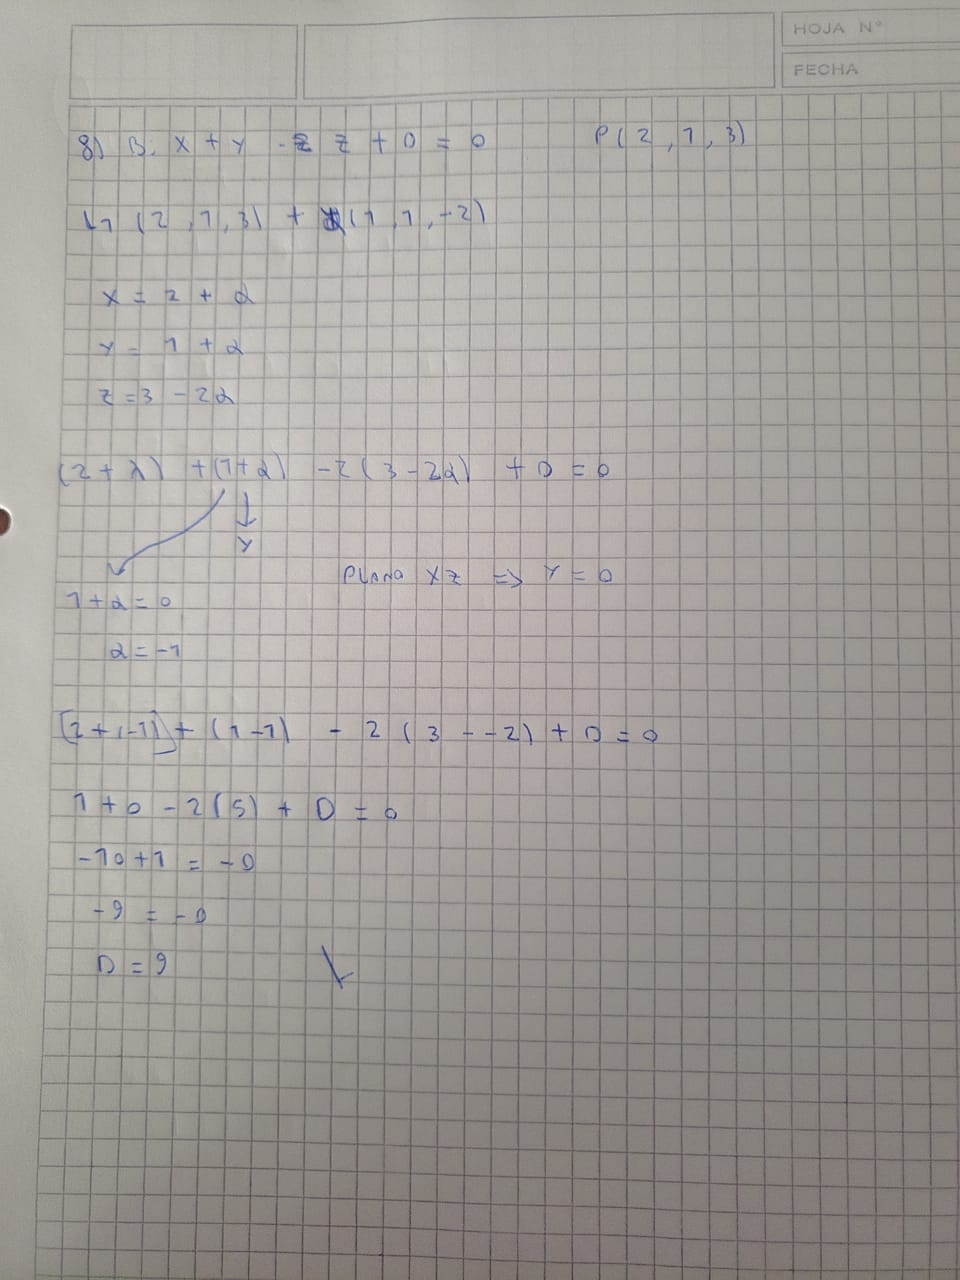 HOJA N°
FECHA
8) B. x + y - 2 z + D = 0 P(2,1,3)
(2,1,3) + α(1,1,-2)
x = 2 + α
y = 1 + α
z = 3 - 2α
(2 + λ) + (1+α) - 2(3 - 2α) + D = 0
y
PLANO XZ => Y = 0
1 + α = 0
α = -1
[2 + (-1)] + (1 - 1) - 2 (3 - -2) + D = 0
1 + 0 - 2(5) + D = 0
-10 + 1 = -D
-9 = -D
D = 9